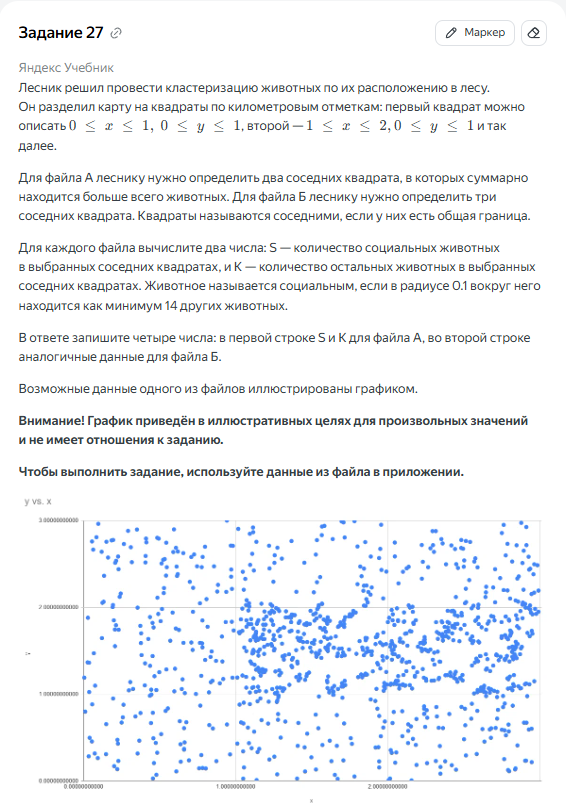 Задание 27
Маркер
Яндекс Учебник
Лесник решил провести кластеризацию животных по их расположению в лесу.
Он разделил карту на квадраты по километровым отметкам: первый квадрат можно
описать 0 ≤ x ≤ 1, 0 ≤ y ≤ 1, второй — 1 ≤ x ≤ 2, 0 ≤ y ≤ 1 и так
далее.
Для файла А леснику нужно определить два соседних квадрата, в которых суммарно
находится больше всего животных. Для файла Б леснику нужно определить три
соседних квадрата. Квадраты называются соседними, если у них есть общая граница.
Для каждого файла вычислите два числа: S — количество социальных животных
в выбранных соседних квадратах, и K — количество остальных животных в выбранных
соседних квадратах. Животное называется социальным, если в радиусе 0.1 вокруг него
находится как минимум 14 других животных.
В ответе запишите четыре числа: в первой строке S и K для файла А, во второй строке
аналогичные данные для файла Б.
Возможные данные одного из файлов иллюстрированы графиком.
Внимание! График приведён в иллюстративных целях для произвольных значений
и не имеет отношения к заданию.
Чтобы выполнить задание, используйте данные из файла в приложении.
y vs. x
3.00000000000
2.00000000000
1.00000000000
0.00000000000
0.00000000000 1.00000000000 2.00000000000
x